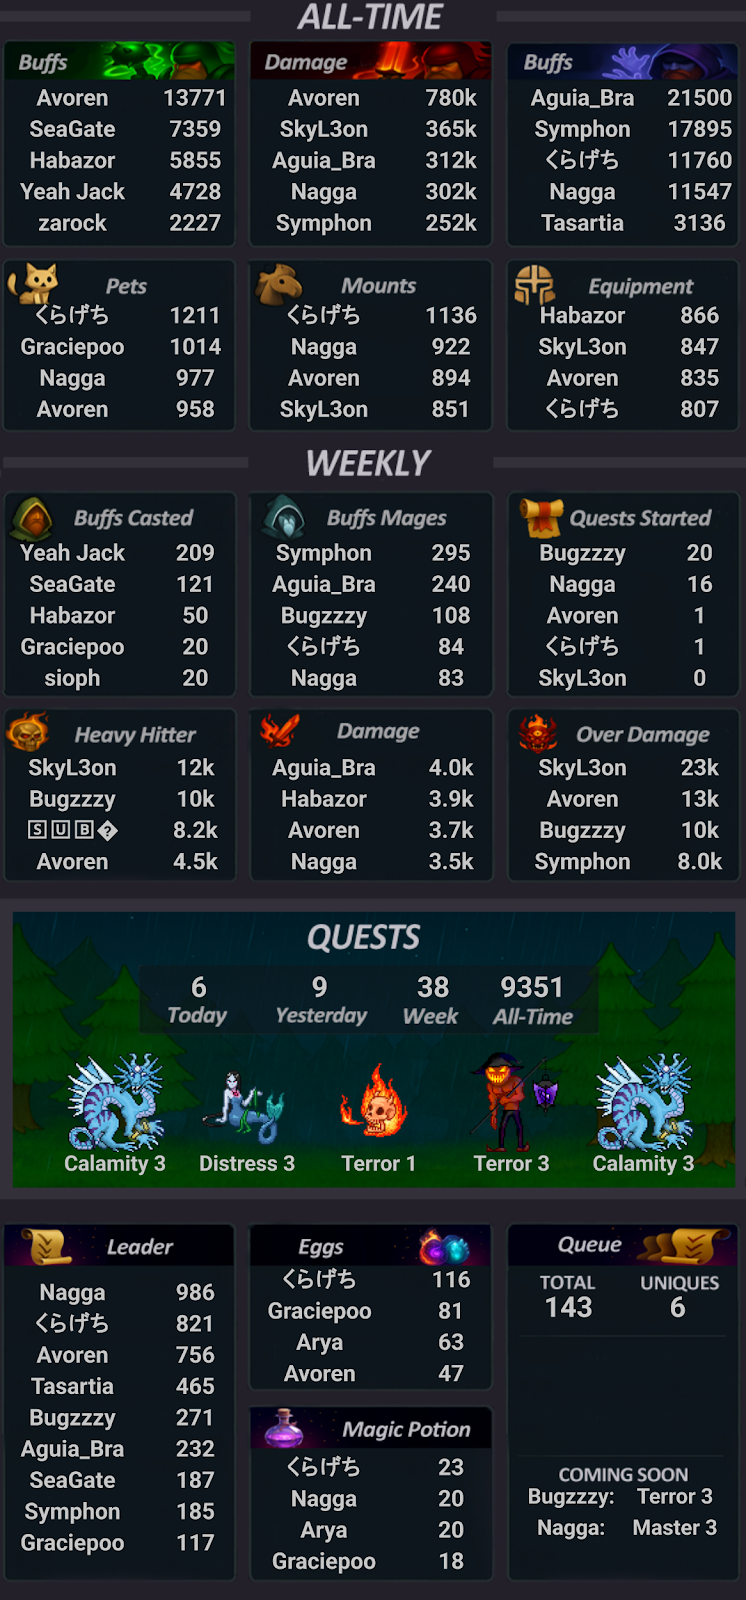 ALL-TIME
Buffs
Avoren 13771
SeaGate 7359
Habazor 5855
Yeah Jack 4728
zarock 2227
Damage
Avoren 780k
SkyL3on 365k
Aguia_Bra 312k
Nagga 302k
Symphon 252k
Buffs
Aguia_Bra 21500
Symphon 17895
くらげち 11760
Nagga 11547
Tasartia 3136
Pets
くらげち 1211
Graciepoo 1014
Nagga 977
Avoren 958
Mounts
くらげち 1136
Nagga 922
Avoren 894
SkyL3on 851
Equipment
Habazor 866
SkyL3on 847
Avoren 835
くらげち 807
WEEKLY
Buffs Casted
Yeah Jack 209
SeaGate 121
Habazor 50
Graciepoo 20
sioph 20
Buffs Mages
Symphon 295
Aguia_Bra 240
Bugzzzy 108
くらげち 84
Nagga 83
Quests Started
Bugzzzy 20
Nagga 16
Avoren 1
くらげち 1
SkyL3on 0
Heavy Hitter
SkyL3on 12k
Bugzzzy 10k
🅂🅄🄱� 8.2k
Avoren 4.5k
Damage
Aguia_Bra 4.0k
Habazor 3.9k
Avoren 3.7k
Nagga 3.5k
Over Damage
SkyL3on 23k
Avoren 13k
Bugzzzy 10k
Symphon 8.0k
QUESTS
6 9 38 9351
Today Yesterday Week All-Time
Calamity 3 Distress 3 Terror 1 Terror 3 Calamity 3
Leader
Nagga 986
くらげち 821
Avoren 756
Tasartia 465
Bugzzzy 271
Aguia_Bra 232
SeaGate 187
Symphon 185
Graciepoo 117
Eggs
くらげち 116
Graciepoo 81
Arya 63
Avoren 47
Magic Potion
くらげち 23
Nagga 20
Arya 20
Graciepoo 18
Queue
TOTAL UNIQUES
143 6
COMING SOON
Bugzzzy: Terror 3
Nagga: Master 3